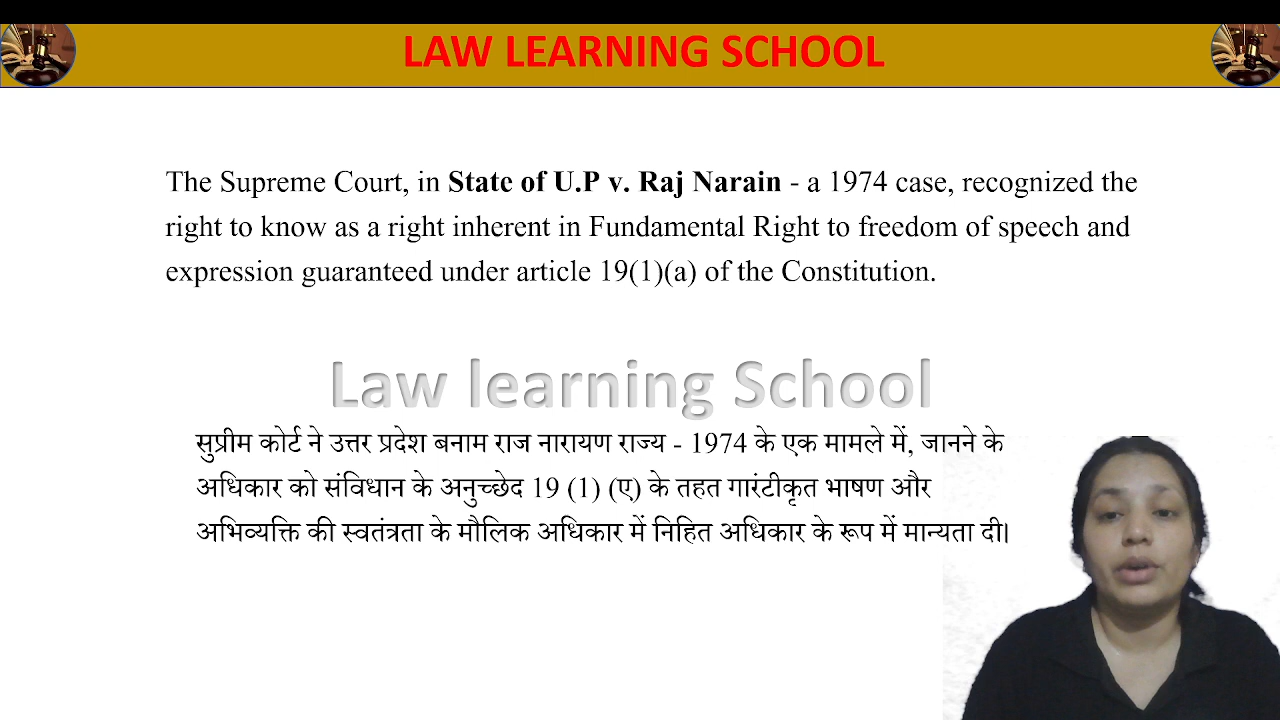 LAW LEARNING SCHOOL
The Supreme Court, in State of U.P v. Raj Narain - a 1974 case, recognized the
right to know as a right inherent in Fundamental Right to freedom of speech and
expression guaranteed under article 19(1)(a) of the Constitution.
Law learning School
सुप्रीम कोर्ट ने उत्तर प्रदेश बनाम राज नारायण राज्य - 1974 के एक मामले में, जानने के
अधिकार को संविधान के अनुच्छेद 19 (1) (ए) के तहत गारंटीकृत भाषण और
अभिव्यक्ति की स्वतंत्रता के मौलिक अधिकार में निहित अधिकार के रूप में मान्यता दी।